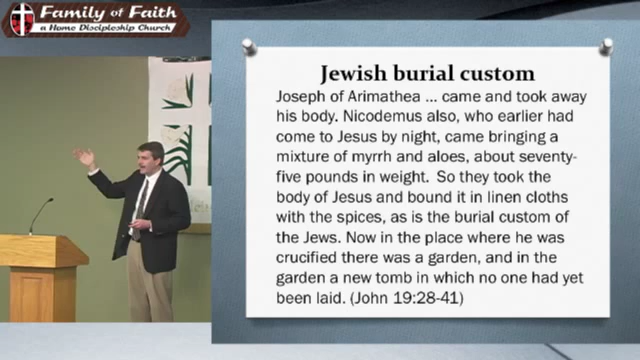 Family of Faith
a Home Discipleship Church
Jewish burial custom
Joseph of Arimathea ... came and took away
his body. Nicodemus also, who earlier had
come to Jesus by night, came bringing a
mixture of myrrh and aloes, about seventy-
five pounds in weight. So they took the
body of Jesus and bound it in linen cloths
with the spices, as is the burial custom of
the Jews. Now in the place where he was
crucified there was a garden, and in the
garden a new tomb in which no one had yet
been laid. (John 19:28-41)